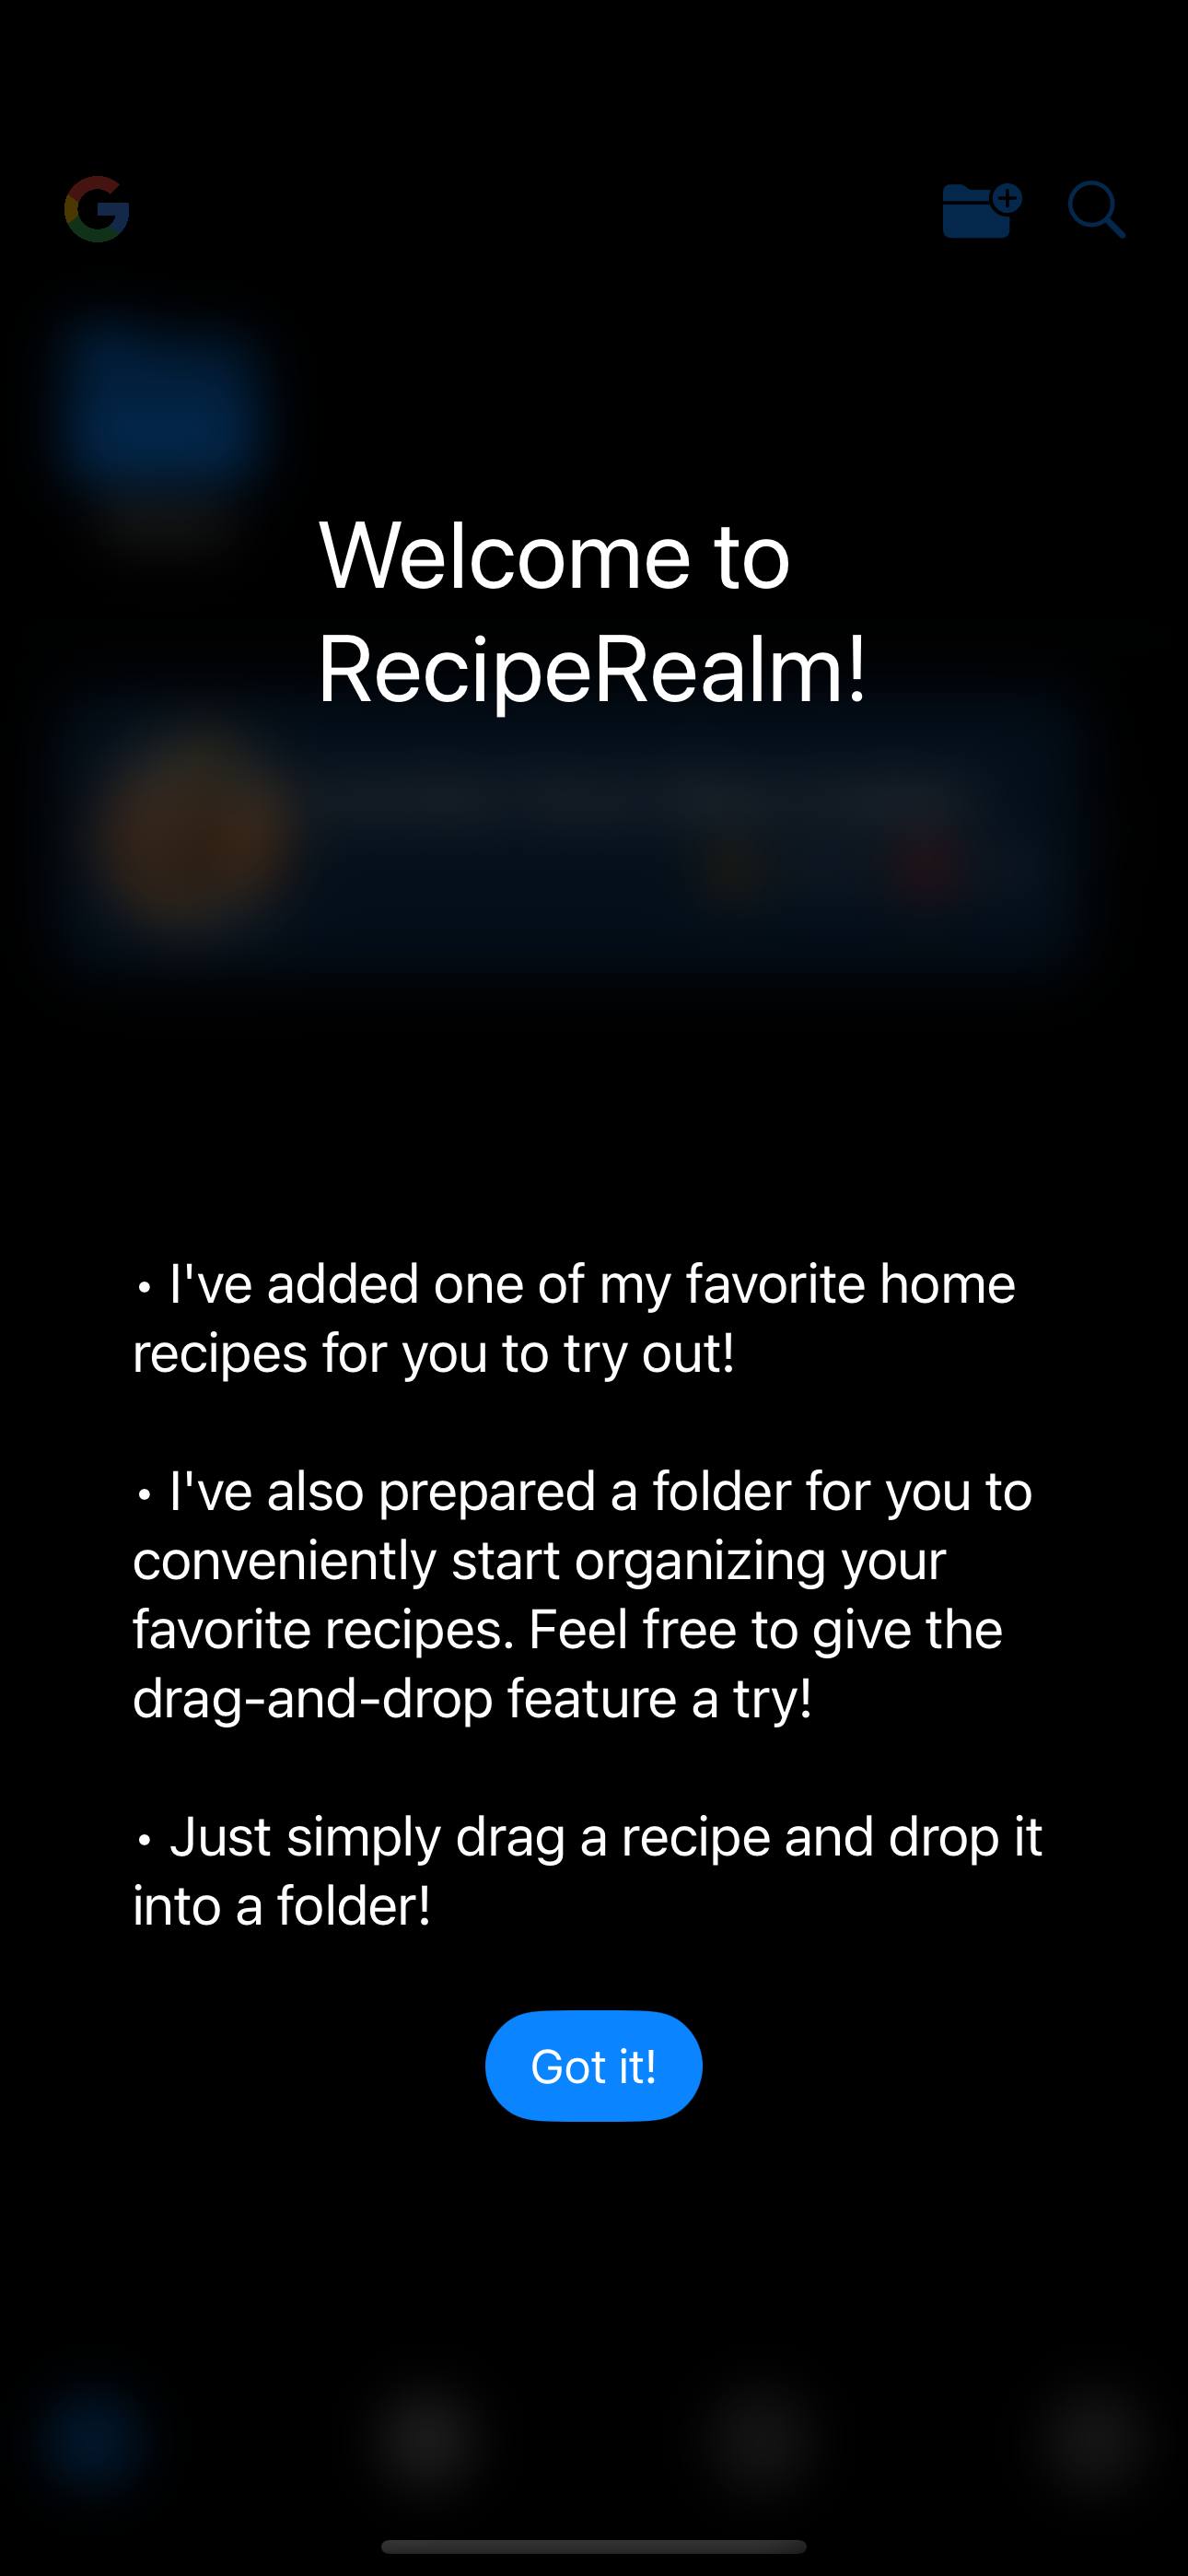 Welcome to
RecipeRealm!
• I've added one of my favorite home
recipes for you to try out!
• I've also prepared a folder for you to
conveniently start organizing your
favorite recipes. Feel free to give the
drag-and-drop feature a try!
• Just simply drag a recipe and drop it
into a folder!
Got it!